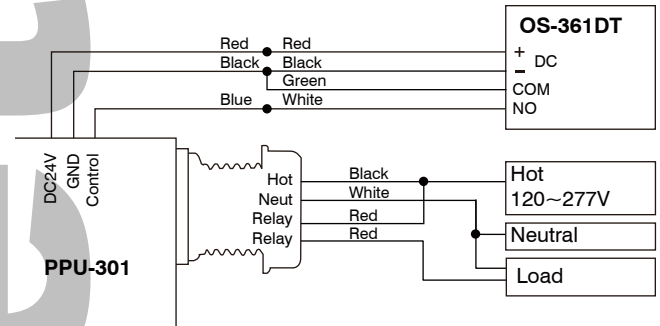 OS-361DT
Red Red
+
Black Black
DC
−
Green
COM
Blue White
NO
DC24V
GND
Control
Hot
Black
Hot
120~277V
Neut
White
Relay
Red
Neutral
Relay
Red
PPU-301
Load